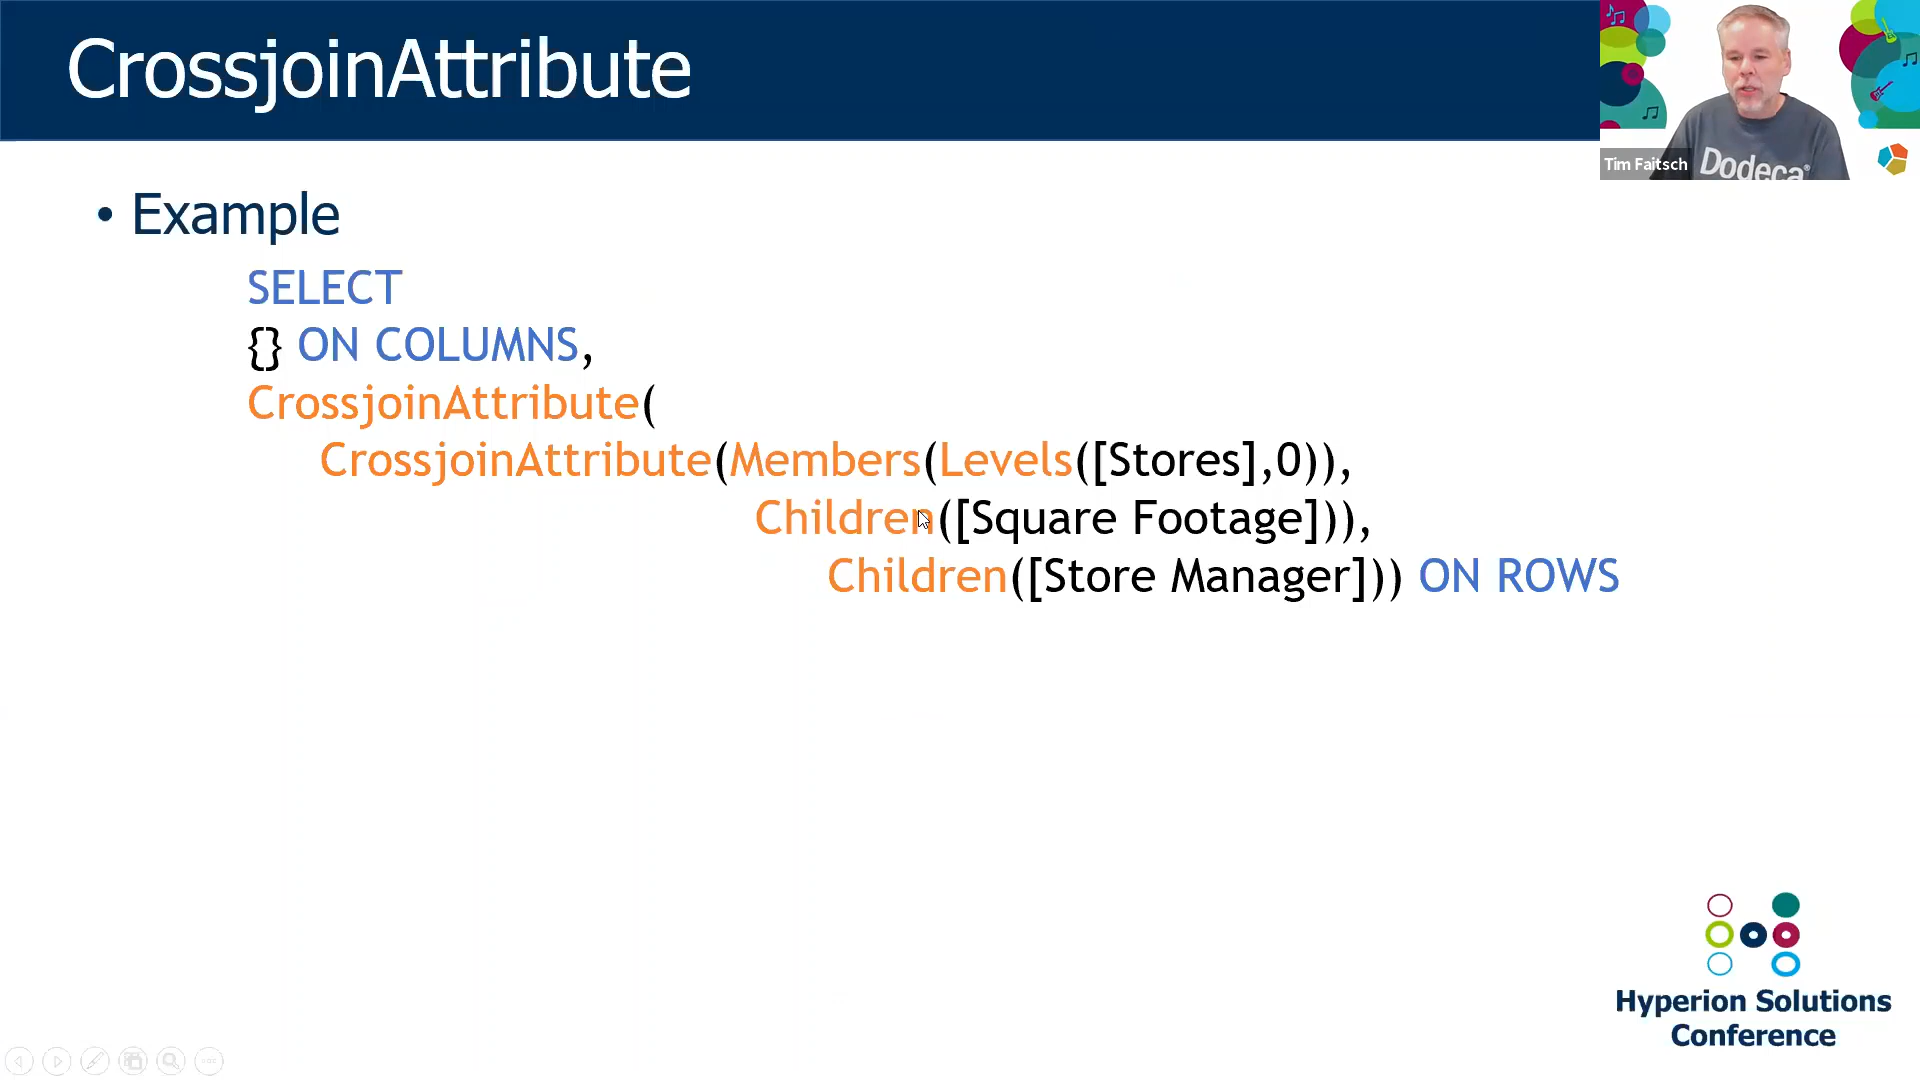 CrossjoinAttribute
Tim Faitsch
Dodeca
• Example
SELECT
{} ON COLUMNS,
CrossjoinAttribute(
CrossjoinAttribute(Members(Levels([Stores],0)),
Children([Square Footage])),
Children([Store Manager])) ON ROWS
Hyperion Solutions
Conference